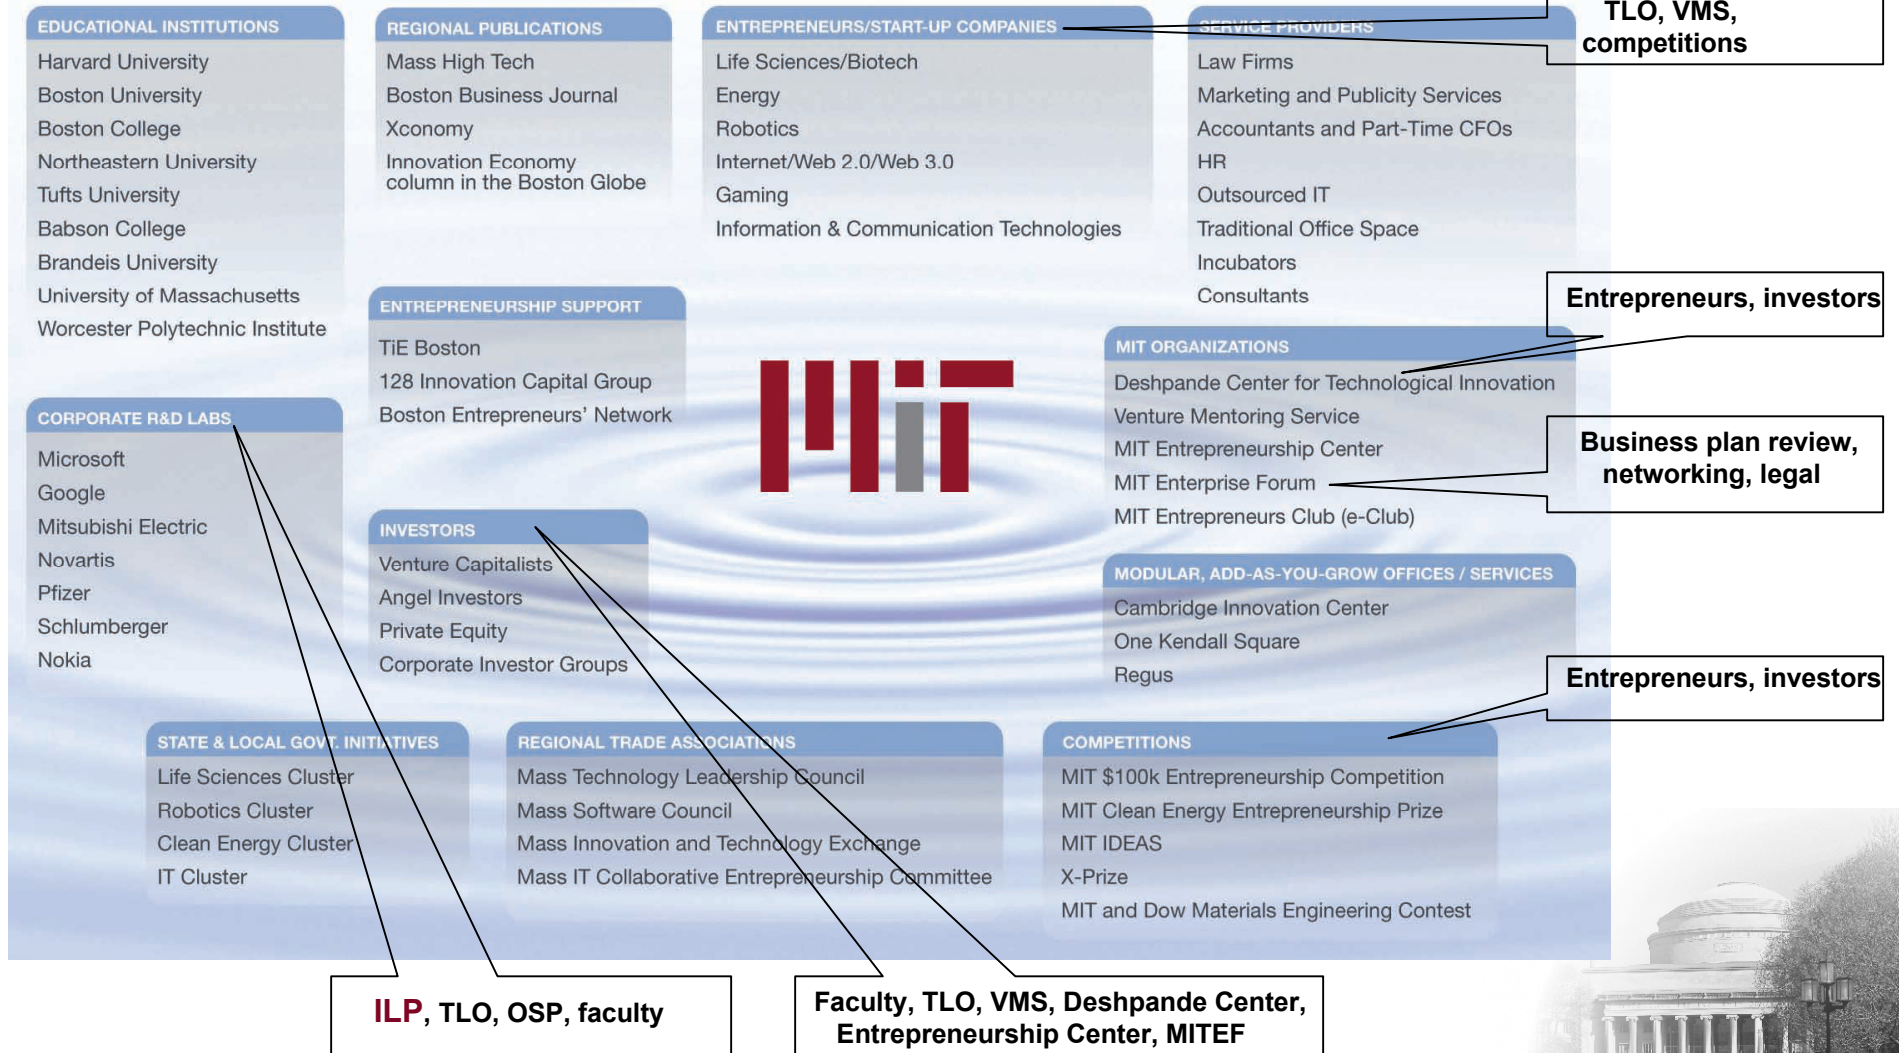 EDUCATIONAL INSTITUTIONS
Harvard University
Boston University
Boston College
Northeastern University
Tufts University
Babson College
Brandeis University
University of Massachusetts
Worcester Polytechnic Institute
REGIONAL PUBLICATIONS
Mass High Tech
Boston Business Journal
Xconomy
Innovation Economy
column in the Boston Globe
ENTREPRENEURS/START-UP COMPANIES
Life Sciences/Biotech
Energy
Robotics
Internet/Web 2.0/Web 3.0
Gaming
Information & Communication Technologies
SERVICE PROVIDERS
Law Firms
Marketing and Publicity Services
Accountants and Part-Time CFOs
HR
Outsourced IT
Traditional Office Space
Incubators
Consultants
TLO, VMS,
competitions
ENTREPRENEURSHIP SUPPORT
TiE Boston
128 Innovation Capital Group
Boston Entrepreneurs' Network
MIT
MIT ORGANIZATIONS
Deshpande Center for Technological Innovation
Venture Mentoring Service
MIT Entrepreneurship Center
MIT Enterprise Forum
MIT Entrepreneurs Club (e-Club)
Entrepreneurs, investors
Business plan review,
networking, legal
CORPORATE R&D LABS
Microsoft
Google
Mitsubishi Electric
Novartis
Pfizer
Schlumberger
Nokia
INVESTORS
Venture Capitalists
Angel Investors
Private Equity
Corporate Investor Groups
MODULAR, ADD-AS-YOU-GROW OFFICES / SERVICES
Cambridge Innovation Center
One Kendall Square
Regus
Entrepreneurs, investors
STATE & LOCAL GOVT. INITIATIVES
Life Sciences Cluster
Robotics Cluster
Clean Energy Cluster
IT Cluster
REGIONAL TRADE ASSOCIATIONS
Mass Technology Leadership Council
Mass Software Council
Mass Innovation and Technology Exchange
Mass IT Collaborative Entrepreneurship Committee
COMPETITIONS
MIT $100k Entrepreneurship Competition
MIT Clean Energy Entrepreneurship Prize
MIT IDEAS
X-Prize
MIT and Dow Materials Engineering Contest
ILP, TLO, OSP, faculty
Faculty, TLO, VMS, Deshpande Center,
Entrepreneurship Center, MITEF